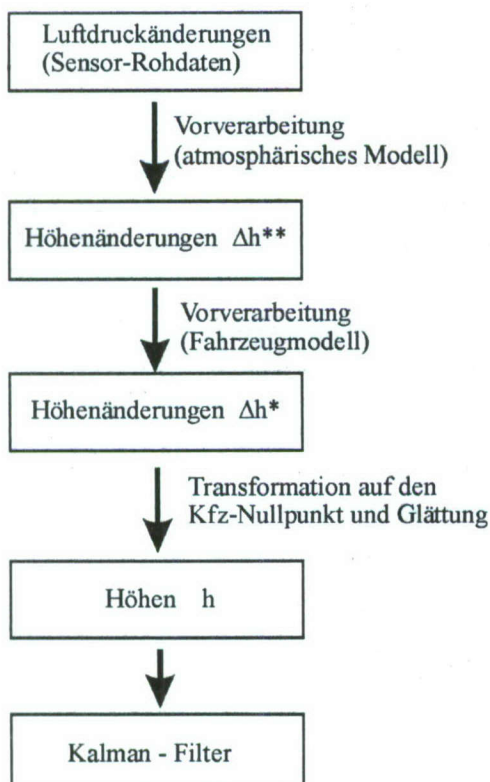 Luftdruckänderungen
(Sensor-Rohdaten)
Vorverarbeitung
(atmosphärisches Modell)
Höhenänderungen Δh**
Vorverarbeitung
(Fahrzeugmodell)
Höhenänderungen Δh*
Transformation auf den
Kfz-Nullpunkt und Glättung
Höhen h
Kalman - Filter